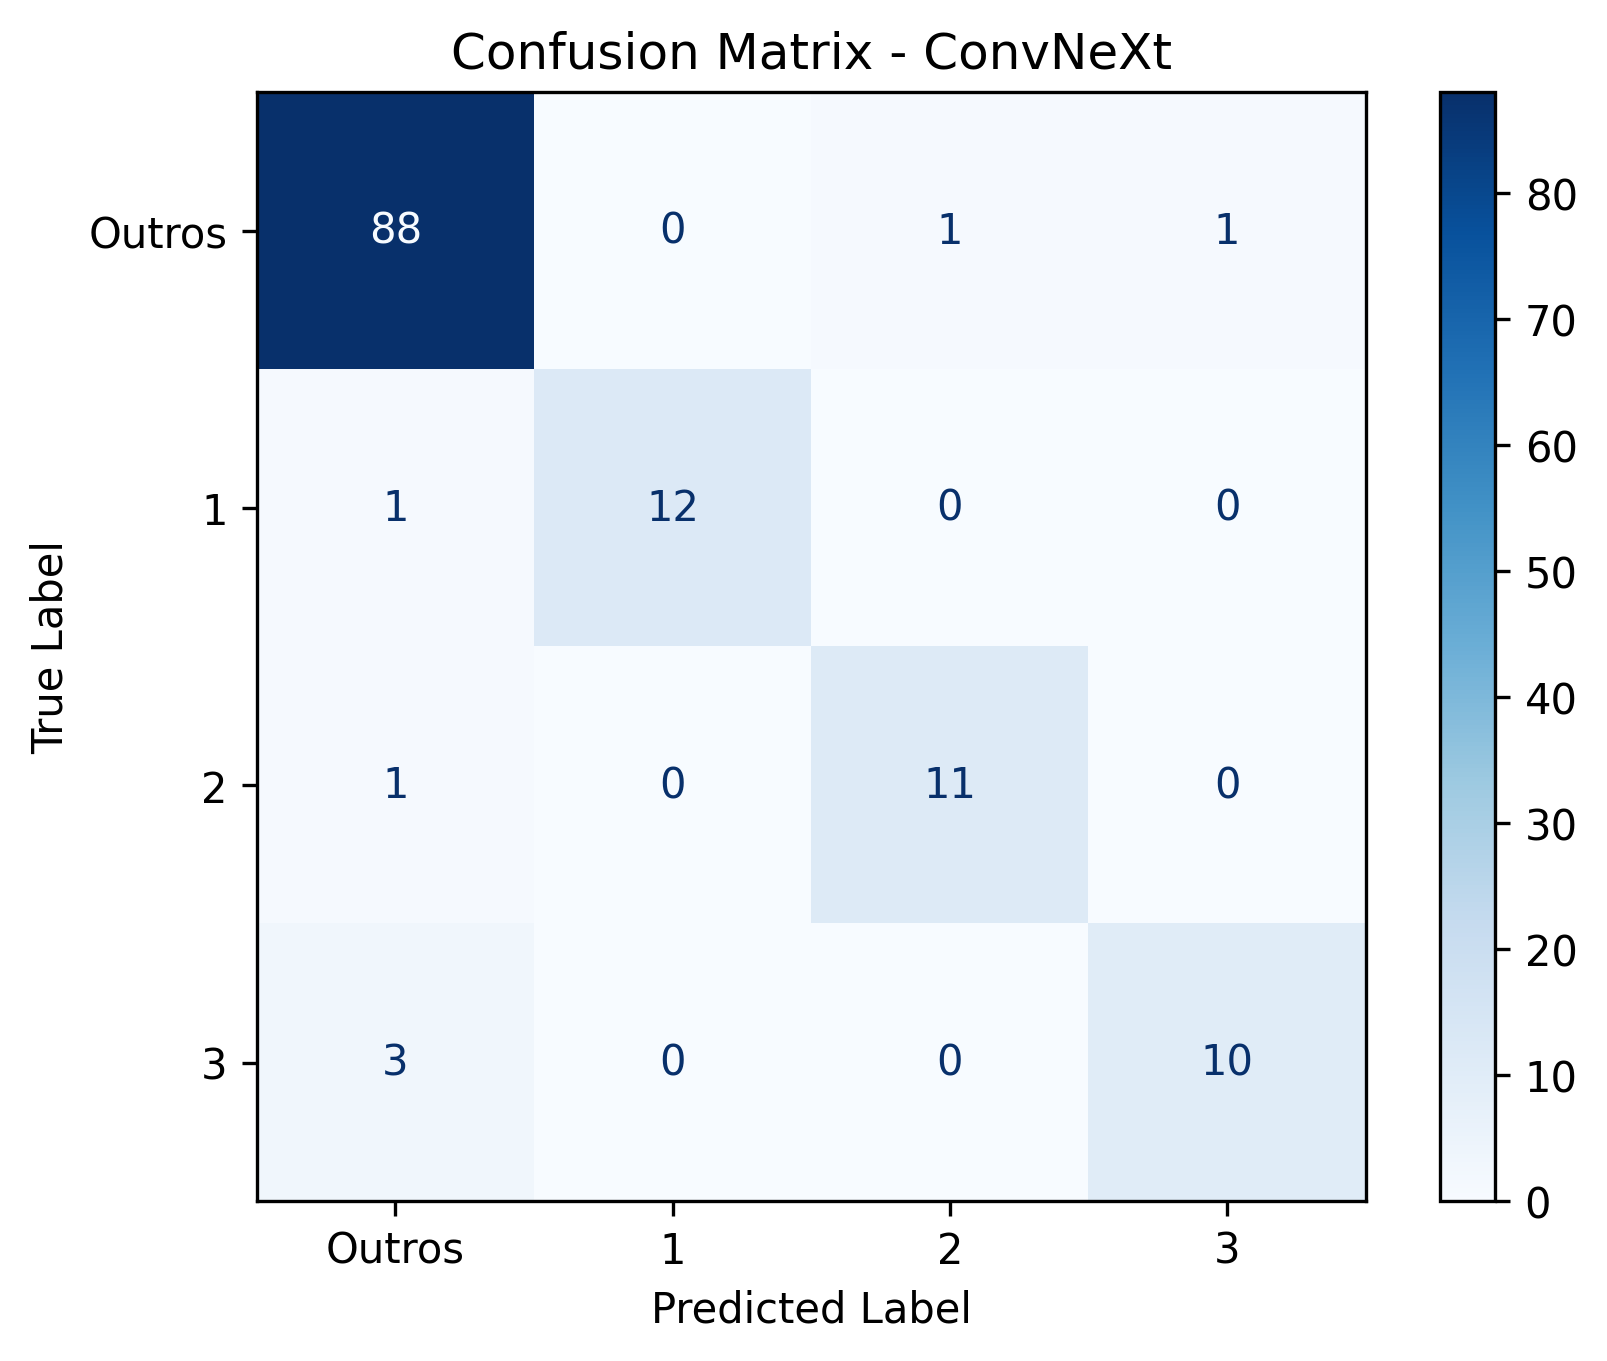 Confusion Matrix - ConvNeXt
Outros 88 0 1 1
1 1 12 0 0
2 1 0 11 0
3 3 0 0 10
Outros 1 2 3
Predicted Label
True Label
80
70
60
50
40
30
20
10
0